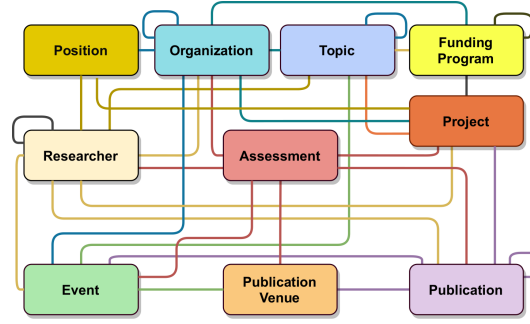 Position
Organization
Topic
Funding
Program
Project
Researcher
Assessment
Event
Publication
Venue
Publication